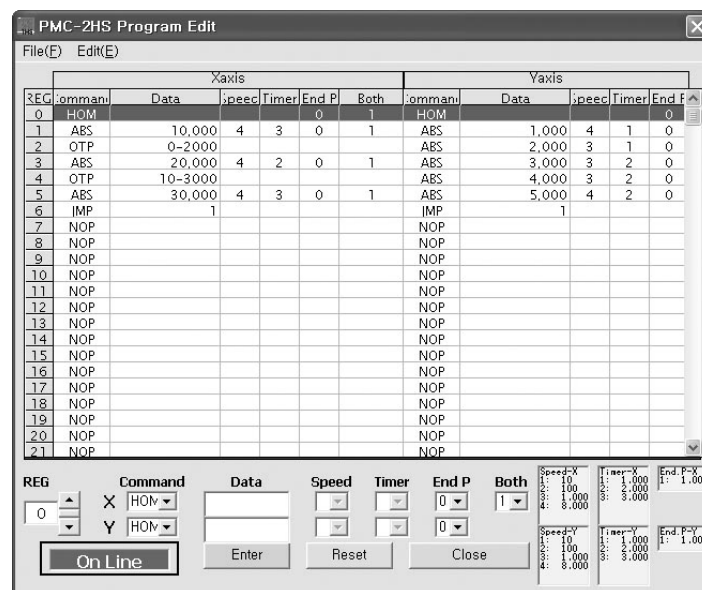 PMC-2HS Program Edit
File(F) Edit(E)
Xaxis Yaxis
REG Comman Data Speed Timer End P Both Comman Data Speed Timer End P
0 HOM 0 1 HOM 0
1 ABS 10,000 4 3 0 1 ABS 1,000 4 1 0
2 OTP 0-2000 ABS 2,000 3 1 0
3 ABS 20,000 4 2 0 1 ABS 3,000 3 2 0
4 OTP 10-3000 ABS 4,000 3 2 0
5 ABS 30,000 4 3 0 1 ABS 5,000 4 2 0
6 JMP 1 JMP 1
7 NOP NOP
8 NOP NOP
9 NOP NOP
10 NOP NOP
11 NOP NOP
12 NOP NOP
13 NOP NOP
14 NOP NOP
15 NOP NOP
16 NOP NOP
17 NOP NOP
18 NOP NOP
19 NOP NOP
20 NOP NOP
21 NOP NOP
REG Command Data Speed Timer End P Both
0 X HOM 0 1
Y HOM 0
On Line Enter Reset Close
Speed-X
1: 10
2: 100
3: 1.000
4: 8.000
Timer-X
1: 1.000
2: 2.000
3: 3.000
End.P-X
1: 1.00
Speed-Y
1: 10
2: 100
3: 1.000
4: 8.000
Timer-Y
1: 1.000
2: 2.000
3: 3.000
End.P-Y
1: 1.00